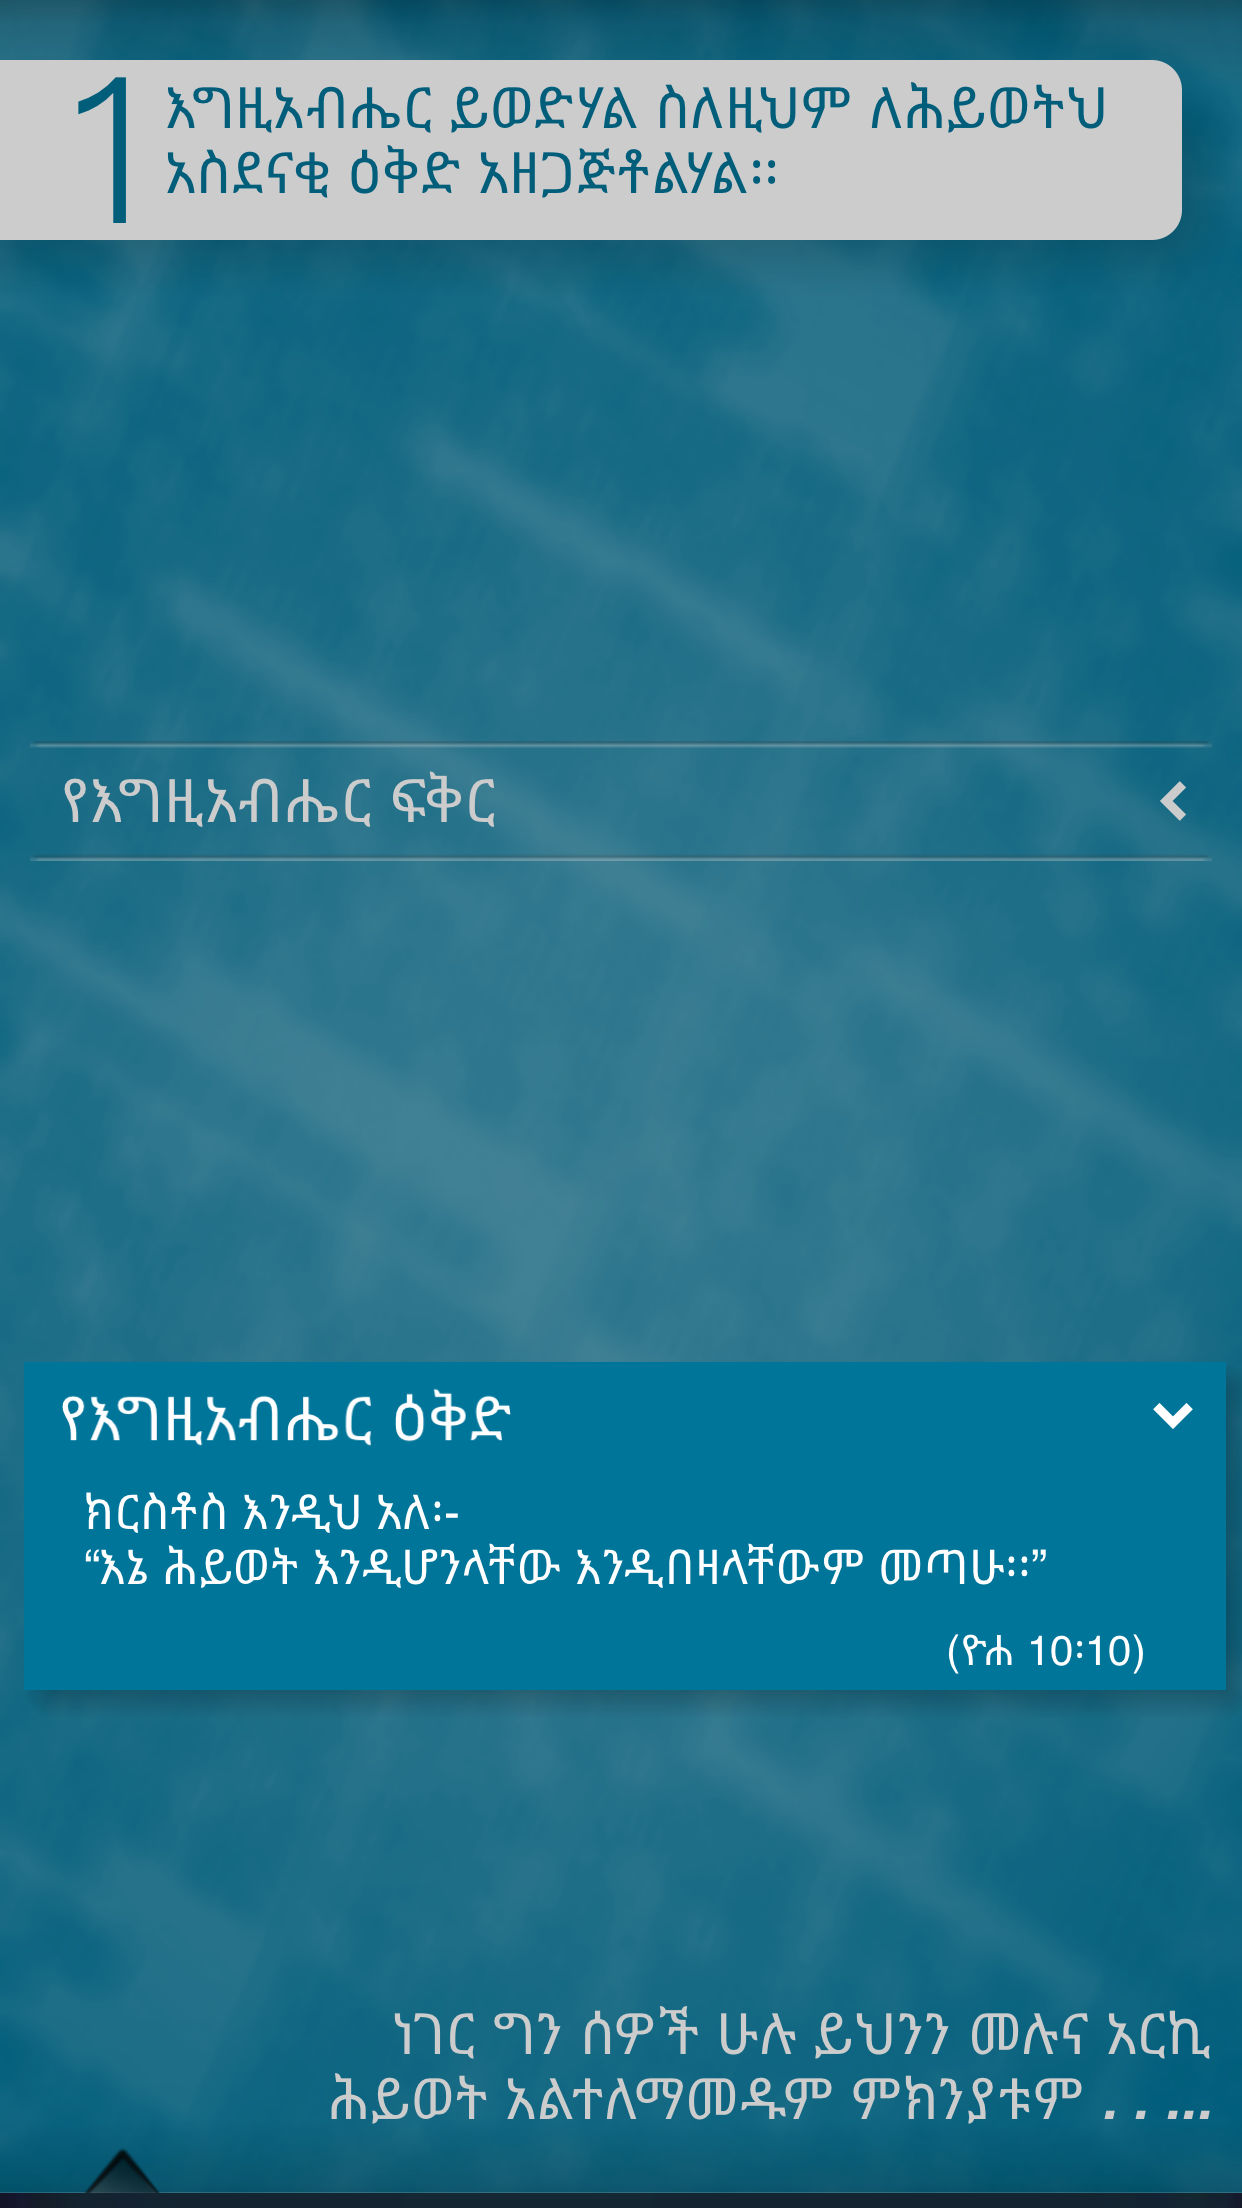 1
እግዚአብሔር ይወድሃል ስለዚህም ለሕይወትህ
አስደናቂ ዕቅድ አዘጋጅቶልሃል፡፡
የእግዚአብሔር ፍቅር
የእግዚአብሔር ዕቅድ
ክርስቶስ እንዲህ አለ፡-
“እኔ ሕይወት እንዲሆንላቸው እንዲበዛላቸውም መጣሁ፡፡”
(ዮሐ 10፡10)
ነገር ግን ሰዎች ሁሉ ይህንን መሉና አርኪ
ሕይወት አልተለማመዱም ምክንያቱም . . ...